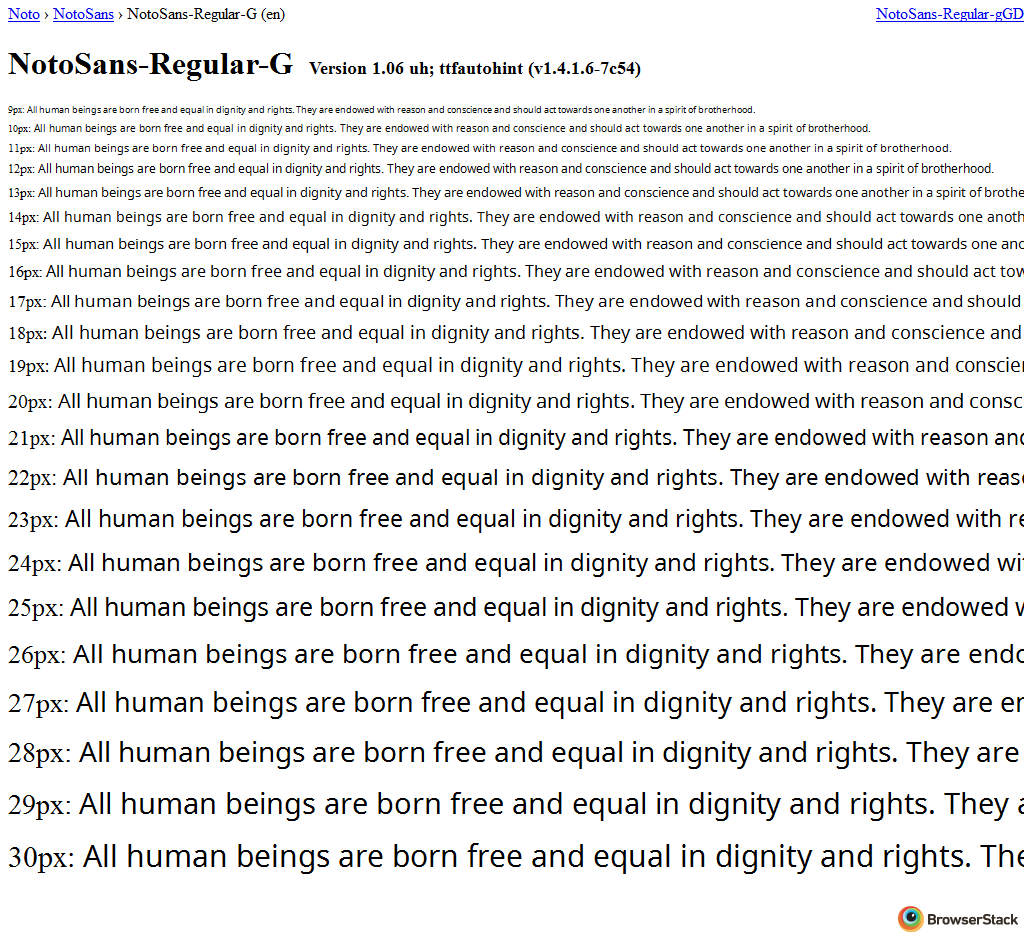 Noto › NotoSans › NotoSans-Regular-G (en) NotoSans-Regular-gGD
NotoSans-Regular-G Version 1.06 uh; ttfautohint (v1.4.1.6-7c54)
9px: All human beings are born free and equal in dignity and rights. They are endowed with reason and conscience and should act towards one another in a spirit of brotherhood.
10px: All human beings are born free and equal in dignity and rights. They are endowed with reason and conscience and should act towards one another in a spirit of brotherhood.
11px: All human beings are born free and equal in dignity and rights. They are endowed with reason and conscience and should act towards one another in a spirit of brotherhood.
12px: All human beings are born free and equal in dignity and rights. They are endowed with reason and conscience and should act towards one another in a spirit of brotherhood.
13px: All human beings are born free and equal in dignity and rights. They are endowed with reason and conscience and should act towards one another in a spirit of brothe
14px: All human beings are born free and equal in dignity and rights. They are endowed with reason and conscience and should act towards one anoth
15px: All human beings are born free and equal in dignity and rights. They are endowed with reason and conscience and should act towards one ano
16px: All human beings are born free and equal in dignity and rights. They are endowed with reason and conscience and should act tow
17px: All human beings are born free and equal in dignity and rights. They are endowed with reason and conscience and should
18px: All human beings are born free and equal in dignity and rights. They are endowed with reason and conscience and
19px: All human beings are born free and equal in dignity and rights. They are endowed with reason and conscien
20px: All human beings are born free and equal in dignity and rights. They are endowed with reason and consc
21px: All human beings are born free and equal in dignity and rights. They are endowed with reason and
22px: All human beings are born free and equal in dignity and rights. They are endowed with reaso
23px: All human beings are born free and equal in dignity and rights. They are endowed with re
24px: All human beings are born free and equal in dignity and rights. They are endowed wi
25px: All human beings are born free and equal in dignity and rights. They are endowed w
26px: All human beings are born free and equal in dignity and rights. They are endo
27px: All human beings are born free and equal in dignity and rights. They are en
28px: All human beings are born free and equal in dignity and rights. They are
29px: All human beings are born free and equal in dignity and rights. They a
30px: All human beings are born free and equal in dignity and rights. The
BrowserStack